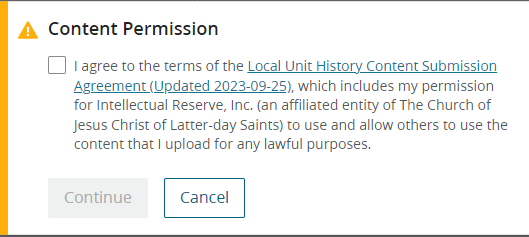 Content Permission
I agree to the terms of the Local Unit History Content Submission
Agreement (Updated 2023-09-25), which includes my permission
for Intellectual Reserve, Inc. (an affiliated entity of The Church of
Jesus Christ of Latter-day Saints) to use and allow others to use the
content that I upload for any lawful purposes.
Continue
Cancel